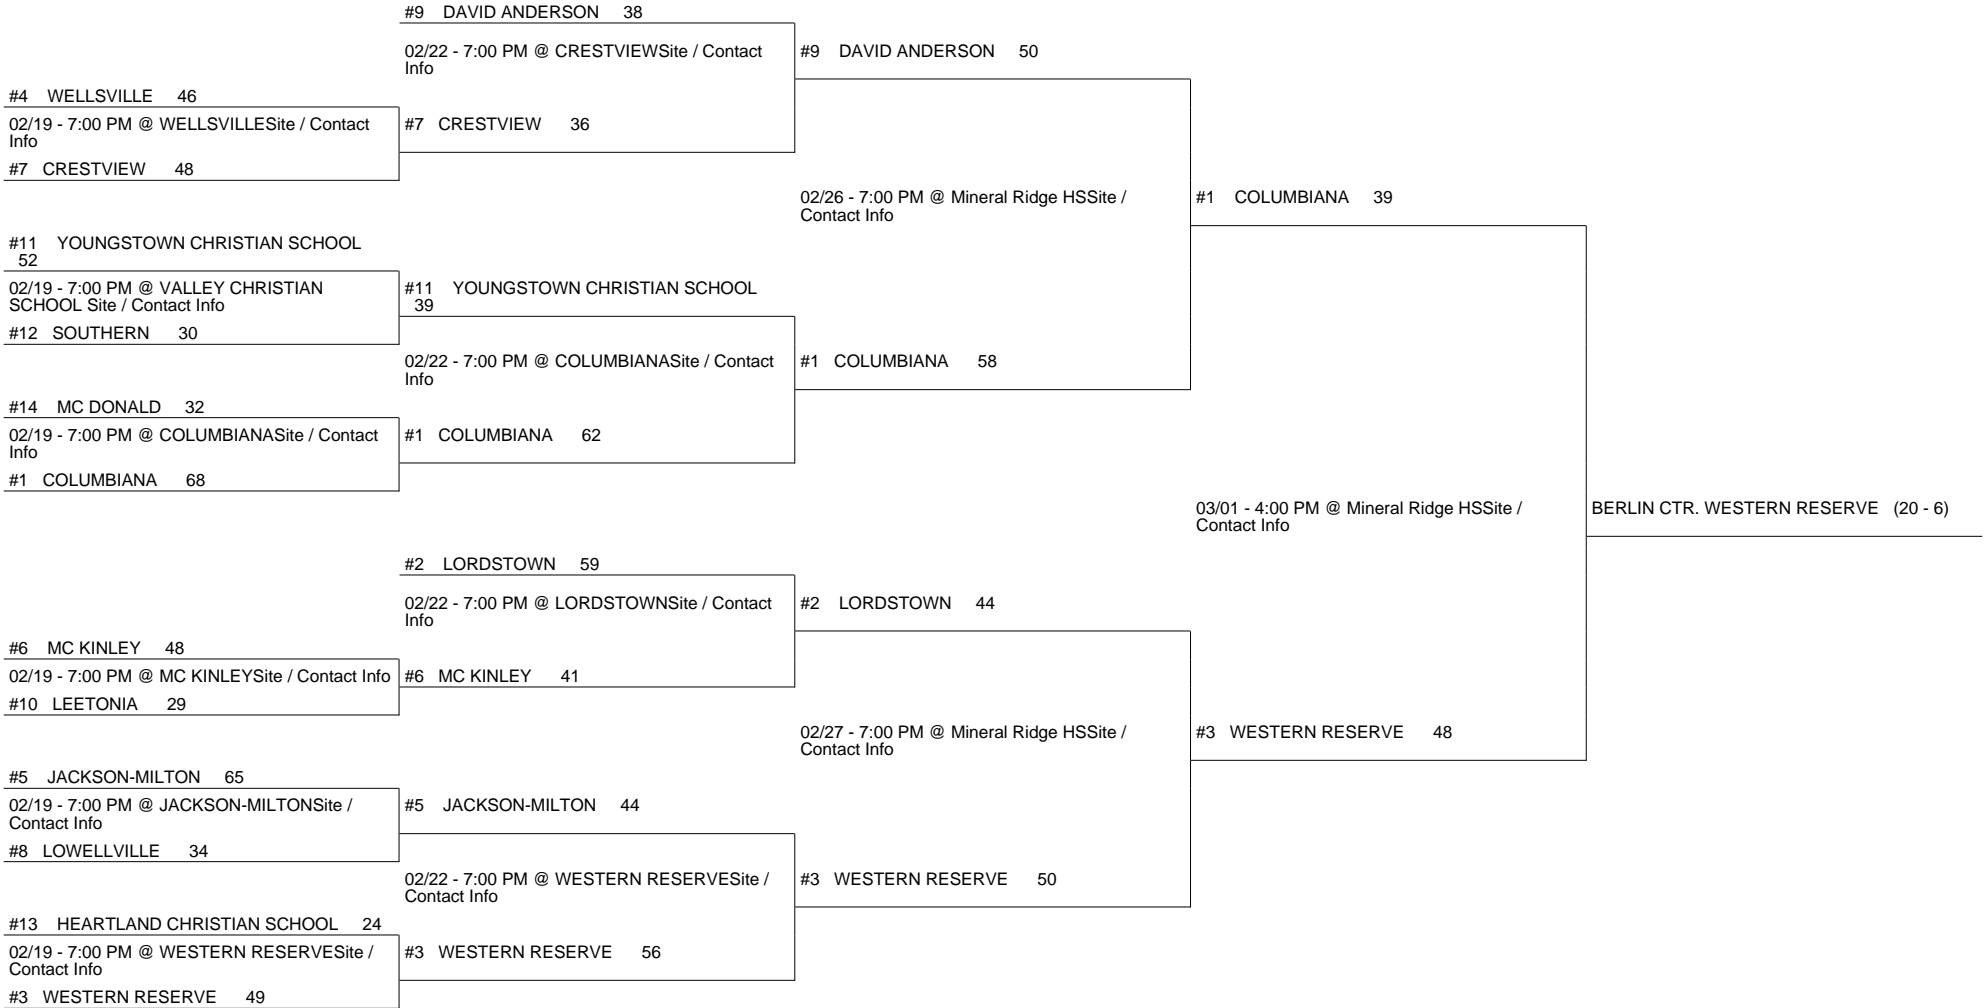 #9 DAVID ANDERSON 38
02/22 - 7:00 PM @ CRESTVIEWSite / Contact
Info
#9 DAVID ANDERSON 50
#4 WELLSVILLE 46
02/19 - 7:00 PM @ WELLSVILLESite / Contact
Info
#7 CRESTVIEW 36
#7 CRESTVIEW 48
02/26 - 7:00 PM @ Mineral Ridge HSSite /
Contact Info
#1 COLUMBIANA 39
#11 YOUNGSTOWN CHRISTIAN SCHOOL
52
02/19 - 7:00 PM @ VALLEY CHRISTIAN
SCHOOL Site / Contact Info
#11 YOUNGSTOWN CHRISTIAN SCHOOL
39
#12 SOUTHERN 30
02/22 - 7:00 PM @ COLUMBIANASite / Contact
Info
#1 COLUMBIANA 58
#14 MC DONALD 32
02/19 - 7:00 PM @ COLUMBIANASite / Contact
Info
#1 COLUMBIANA 62
#1 COLUMBIANA 68
03/01 - 4:00 PM @ Mineral Ridge HSSite /
Contact Info
BERLIN CTR. WESTERN RESERVE (20 - 6)
#2 LORDSTOWN 59
02/22 - 7:00 PM @ LORDSTOWNSite / Contact
Info
#2 LORDSTOWN 44
#6 MC KINLEY 48
02/19 - 7:00 PM @ MC KINLEYSite / Contact Info
#6 MC KINLEY 41
#10 LEETONIA 29
02/27 - 7:00 PM @ Mineral Ridge HSSite /
Contact Info
#3 WESTERN RESERVE 48
#5 JACKSON-MILTON 65
02/19 - 7:00 PM @ JACKSON-MILTONSite /
Contact Info
#5 JACKSON-MILTON 44
#8 LOWELLVILLE 34
02/22 - 7:00 PM @ WESTERN RESERVESite /
Contact Info
#3 WESTERN RESERVE 50
#13 HEARTLAND CHRISTIAN SCHOOL 24
02/19 - 7:00 PM @ WESTERN RESERVESite /
Contact Info
#3 WESTERN RESERVE 56
#3 WESTERN RESERVE 49